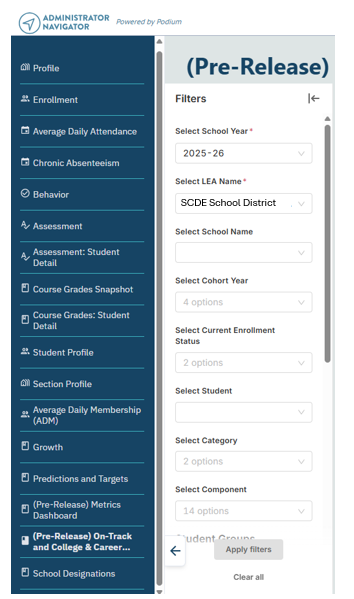 ADMINISTRATOR
NAVIGATOR
Powered by Podium
Profile
Enrollment
Average Daily Attendance
Chronic Absenteeism
Behavior
Assessment
Assessment: Student
Detail
Course Grades Snapshot
Course Grades: Student
Detail
Student Profile
Section Profile
Average Daily Membership
(ADM)
Growth
Predictions and Targets
(Pre-Release) Metrics
Dashboard
(Pre-Release) On-Track
and College & Career...
School Designations
(Pre-Release)
Filters
Select School Year *
2025-26
Select LEA Name *
SCDE School District
Select School Name
Select Cohort Year
4 options
Select Current Enrollment
Status
2 options
Select Student
Select Category
2 options
Select Component
14 options
Student Groups
Apply filters
Clear all